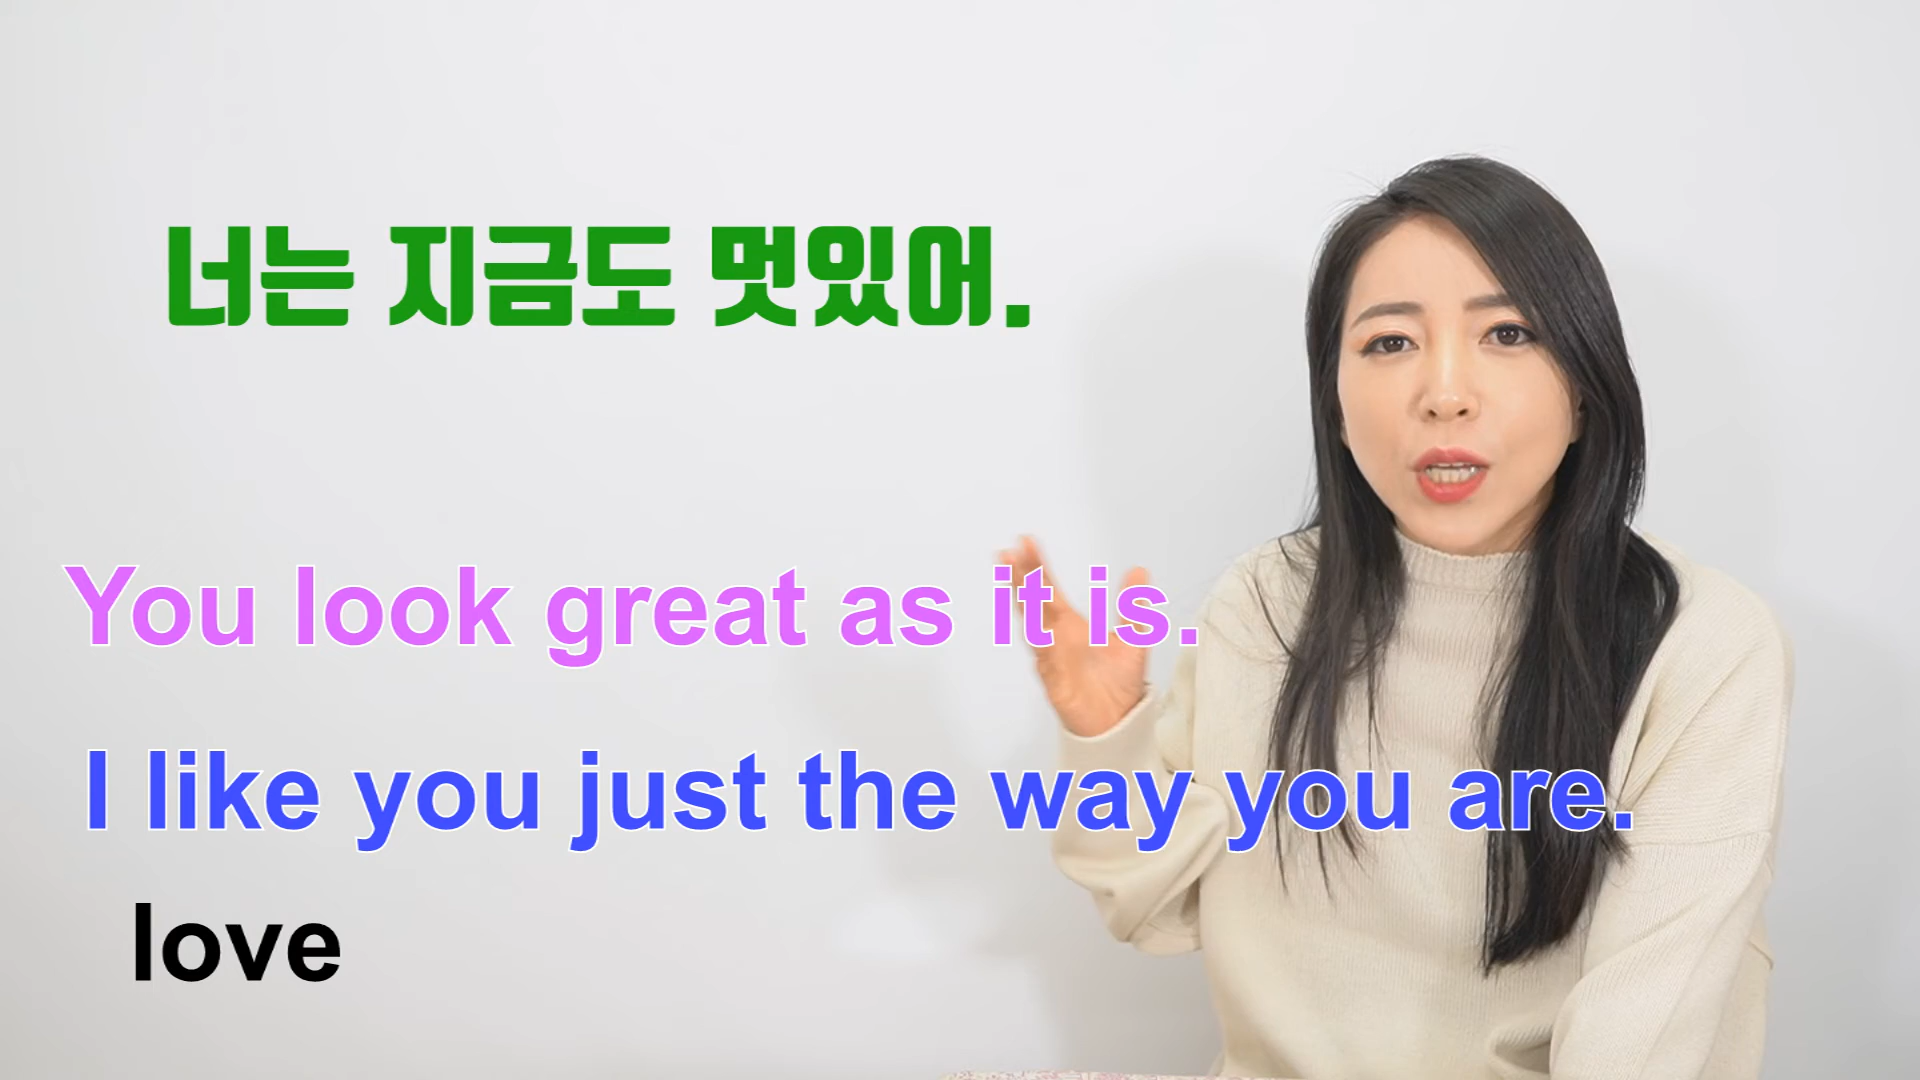 너는 지금도 멋있어.
You look great as it is.
I like you just the way you are.
love